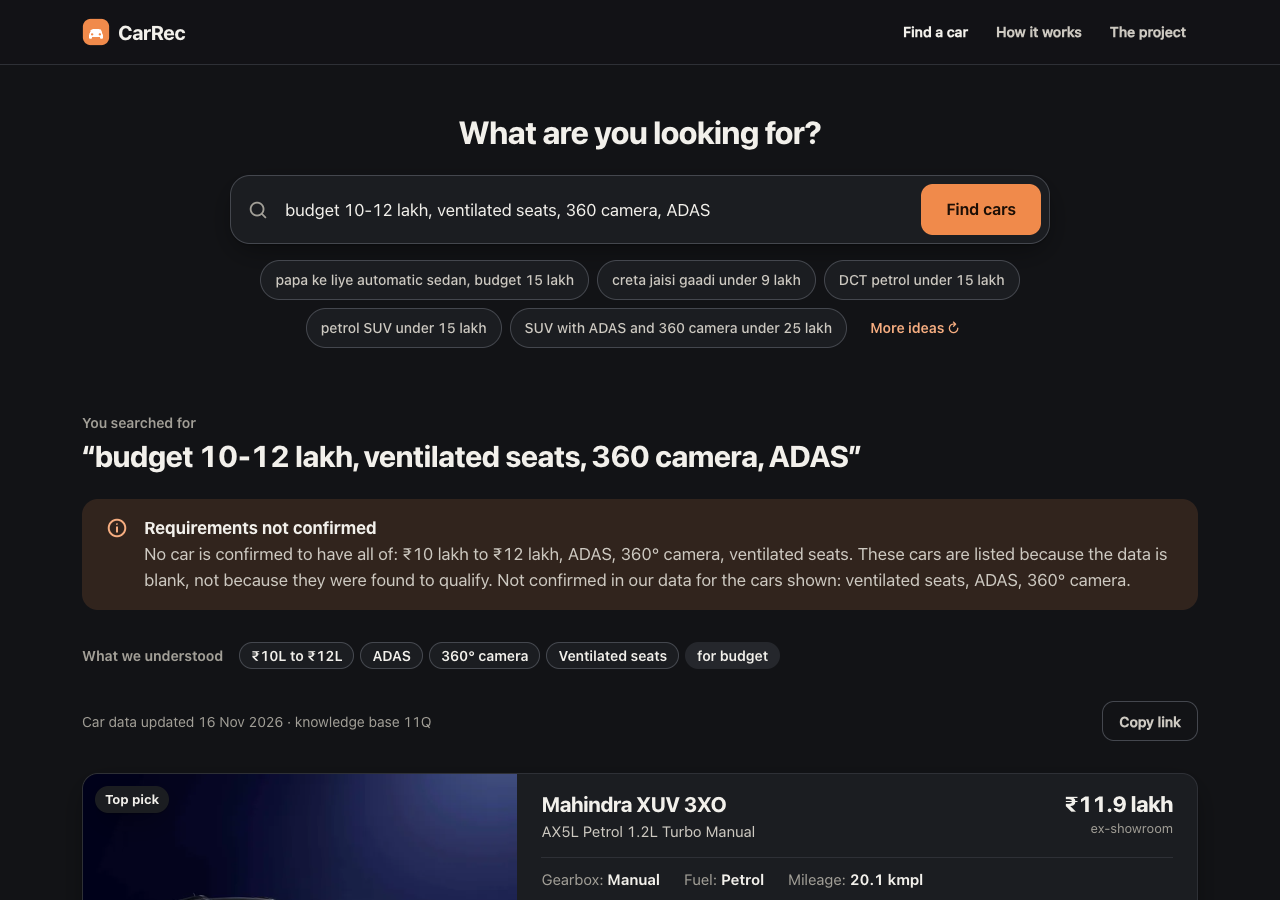 CarRec
Find a car
How it works
The project
What are you looking for?
budget 10-12 lakh, ventilated seats, 360 camera, ADAS
Find cars
papa ke liye automatic sedan, budget 15 lakh
creta jaisi gaadi under 9 lakh
DCT petrol under 15 lakh
petrol SUV under 15 lakh
SUV with ADAS and 360 camera under 25 lakh
More ideas ↻
You searched for
“budget 10-12 lakh, ventilated seats, 360 camera, ADAS”
Requirements not confirmed
No car is confirmed to have all of: ₹10 lakh to ₹12 lakh, ADAS, 360° camera, ventilated seats. These cars are listed because the data is
blank, not because they were found to qualify. Not confirmed in our data for the cars shown: ventilated seats, ADAS, 360° camera.
What we understood
₹10L to ₹12L
ADAS
360° camera
Ventilated seats
for budget
Car data updated 16 Nov 2026 · knowledge base 11Q
Copy link
Top pick
Mahindra XUV 3XO
₹11.9 lakh
AX5L Petrol 1.2L Turbo Manual
ex-showroom
Gearbox: Manual
Fuel: Petrol
Mileage: 20.1 kmpl